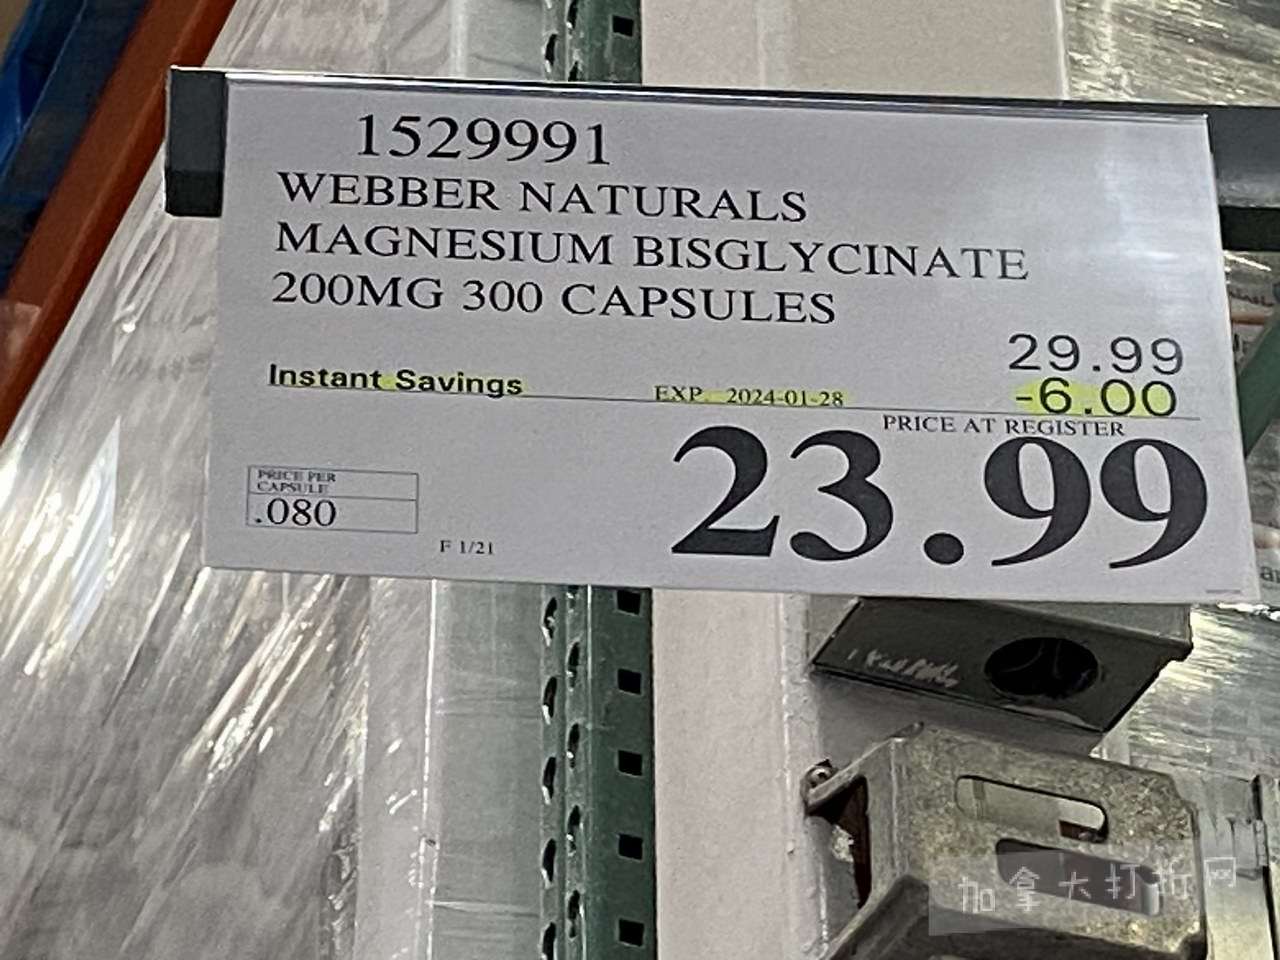 1529991
WEBBER NATURALS
MAGNESIUM BISGLYCINATE
200MG 300 CAPSULES
29.99
Instant Savings EXP. 2024-01-28 -6.00
PRICE AT REGISTER
23.99
PRICE PER
CAPSULE
.080
F 1/21
加拿大打折网